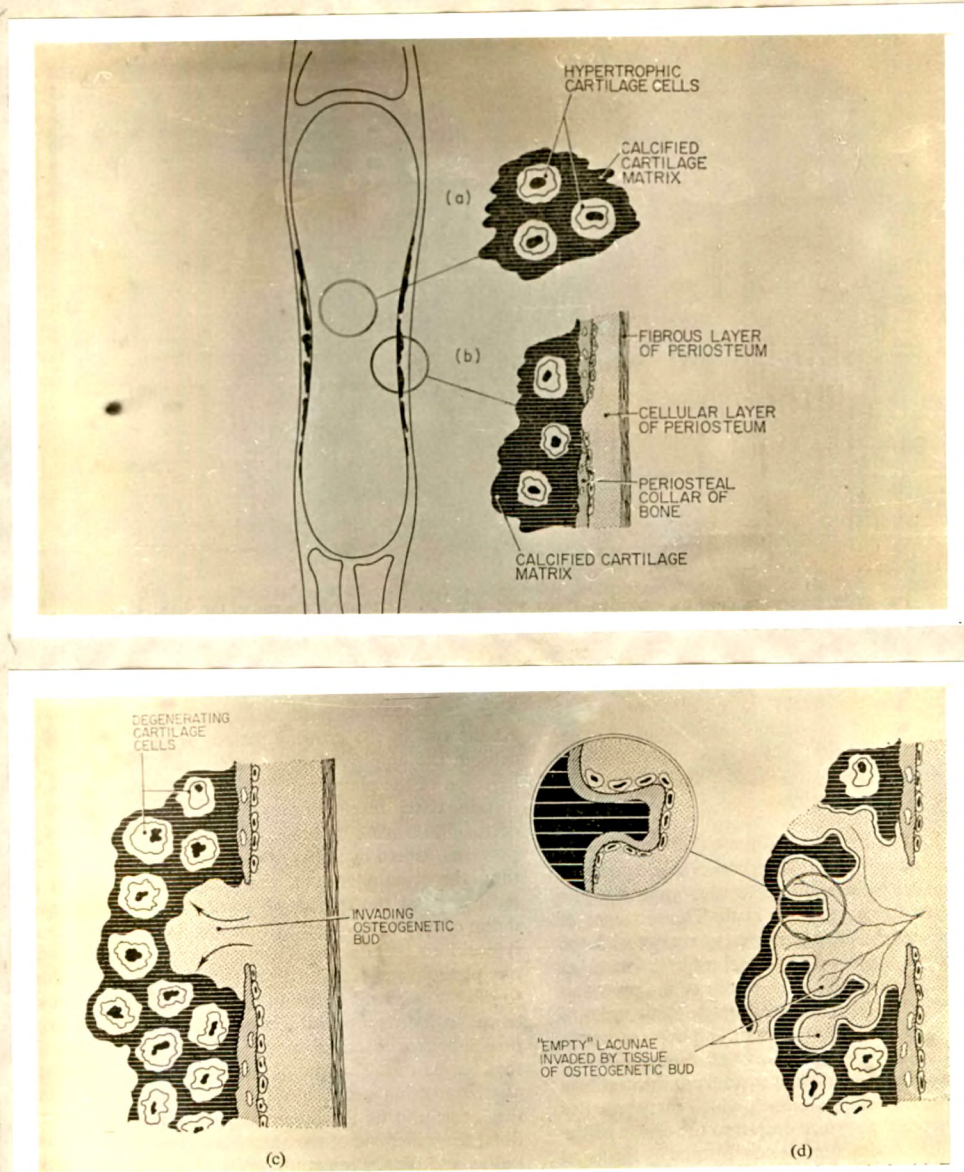 HYPERTROPHIC
CARTILAGE CELLS
CALCIFIED
CARTILAGE
MATRIX
(a)
(b)
FIBROUS LAYER
OF PERIOSTEUM
CELLULAR LAYER
OF PERIOSTEUM
PERIOSTEAL
COLLAR OF
BONE
CALCIFIED CARTILAGE
MATRIX
DEGENERATING
CARTILAGE
CELLS
INVADING
OSTEOGENETIC
BUD
"EMPTY" LACUNAE
INVADED BY TISSUE
OF OSTEOGENETIC BUD
(c)
(d)